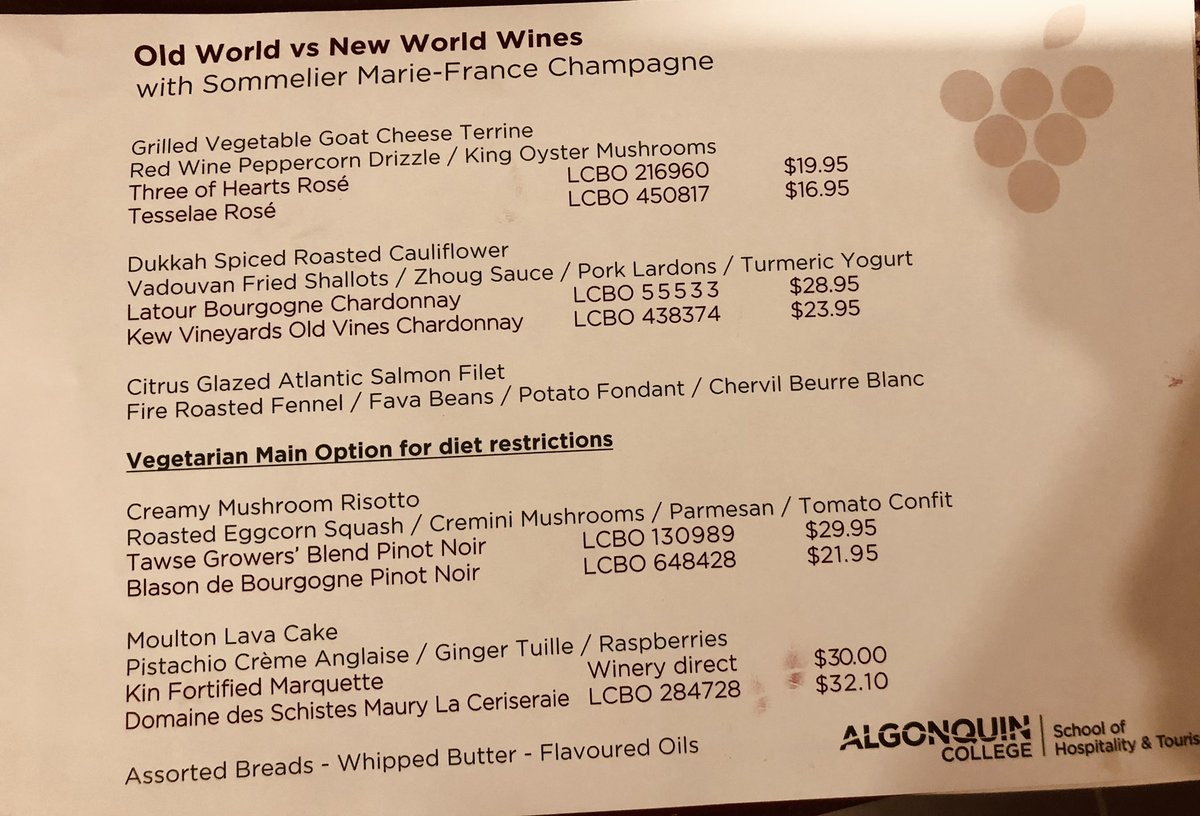 Old World vs New World Wines
with Sommelier Marie-France Champagne
Grilled Vegetable Goat Cheese Terrine
Red Wine Peppercorn Drizzle / King Oyster Mushrooms
Three of Hearts Rosé LCBO 216960 $19.95
Tesselae Rosé LCBO 450817 $16.95
Dukkah Spiced Roasted Cauliflower
Vadouvan Fried Shallots / Zhoug Sauce / Pork Lardons / Turmeric Yogurt
Latour Bourgogne Chardonnay LCBO 55533 $28.95
Kew Vineyards Old Vines Chardonnay LCBO 438374 $23.95
Citrus Glazed Atlantic Salmon Filet
Fire Roasted Fennel / Fava Beans / Potato Fondant / Chervil Beurre Blanc
Vegetarian Main Option for diet restrictions
Creamy Mushroom Risotto
Roasted Eggcorn Squash / Cremini Mushrooms / Parmesan / Tomato Confit
Tawse Growers' Blend Pinot Noir LCBO 130989 $29.95
Blason de Bourgogne Pinot Noir LCBO 648428 $21.95
Moulton Lava Cake
Pistachio Crème Anglaise / Ginger Tuille / Raspberries
Kin Fortified Marquette Winery direct $30.00
Domaine des Schistes Maury La Ceriseraie LCBO 284728 $32.10
Assorted Breads - Whipped Butter - Flavoured Oils
ALGONQUIN
COLLEGE
School of
Hospitality & Touris